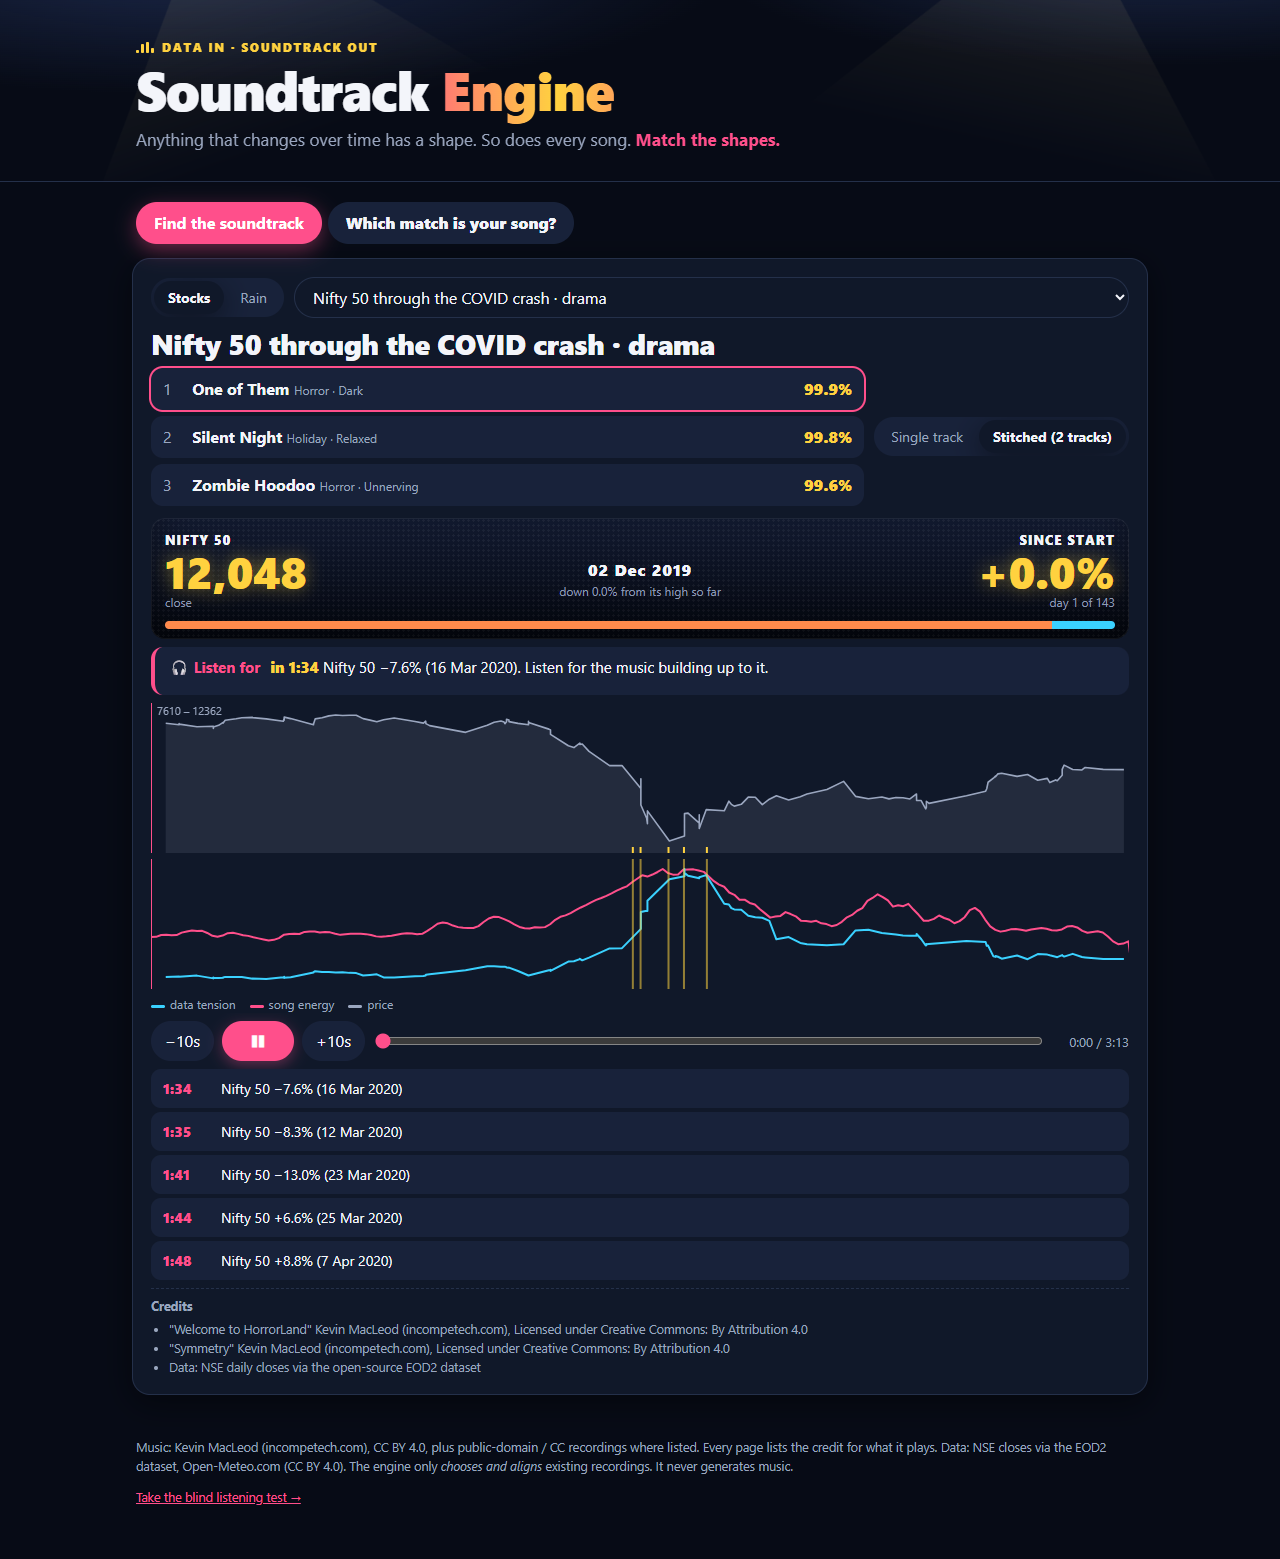 DATA IN · SOUNDTRACK OUT
Soundtrack Engine
Anything that changes over time has a shape. So does every song. Match the shapes.
Find the soundtrack
Which match is your song?
Stocks
Rain
Nifty 50 through the COVID crash · drama
Nifty 50 through the COVID crash · drama
1 One of Them Horror · Dark 99.9%
2 Silent Night Holiday · Relaxed 99.8%
3 Zombie Hoodoo Horror · Unnerving 99.6%
Single track
Stitched (2 tracks)
NIFTY 50
12,048
close
02 Dec 2019
down 0.0% from its high so far
SINCE START
+0.0%
day 1 of 143
🎧 Listen for in 1:34 Nifty 50 −7.6% (16 Mar 2020). Listen for the music building up to it.
7610 – 12362
data tension
song energy
price
−10s
+10s
0:00 / 3:13
1:34 Nifty 50 −7.6% (16 Mar 2020)
1:35 Nifty 50 −8.3% (12 Mar 2020)
1:41 Nifty 50 −13.0% (23 Mar 2020)
1:44 Nifty 50 +6.6% (25 Mar 2020)
1:48 Nifty 50 +8.8% (7 Apr 2020)
Credits
• "Welcome to HorrorLand" Kevin MacLeod (incompetech.com), Licensed under Creative Commons: By Attribution 4.0
• "Symmetry" Kevin MacLeod (incompetech.com), Licensed under Creative Commons: By Attribution 4.0
• Data: NSE daily closes via the open-source EOD2 dataset
Music: Kevin MacLeod (incompetech.com), CC BY 4.0, plus public-domain / CC recordings where listed. Every page lists the credit for what it plays. Data: NSE closes via the EOD2
dataset, Open-Meteo.com (CC BY 4.0). The engine only chooses and aligns existing recordings. It never generates music.
Take the blind listening test →